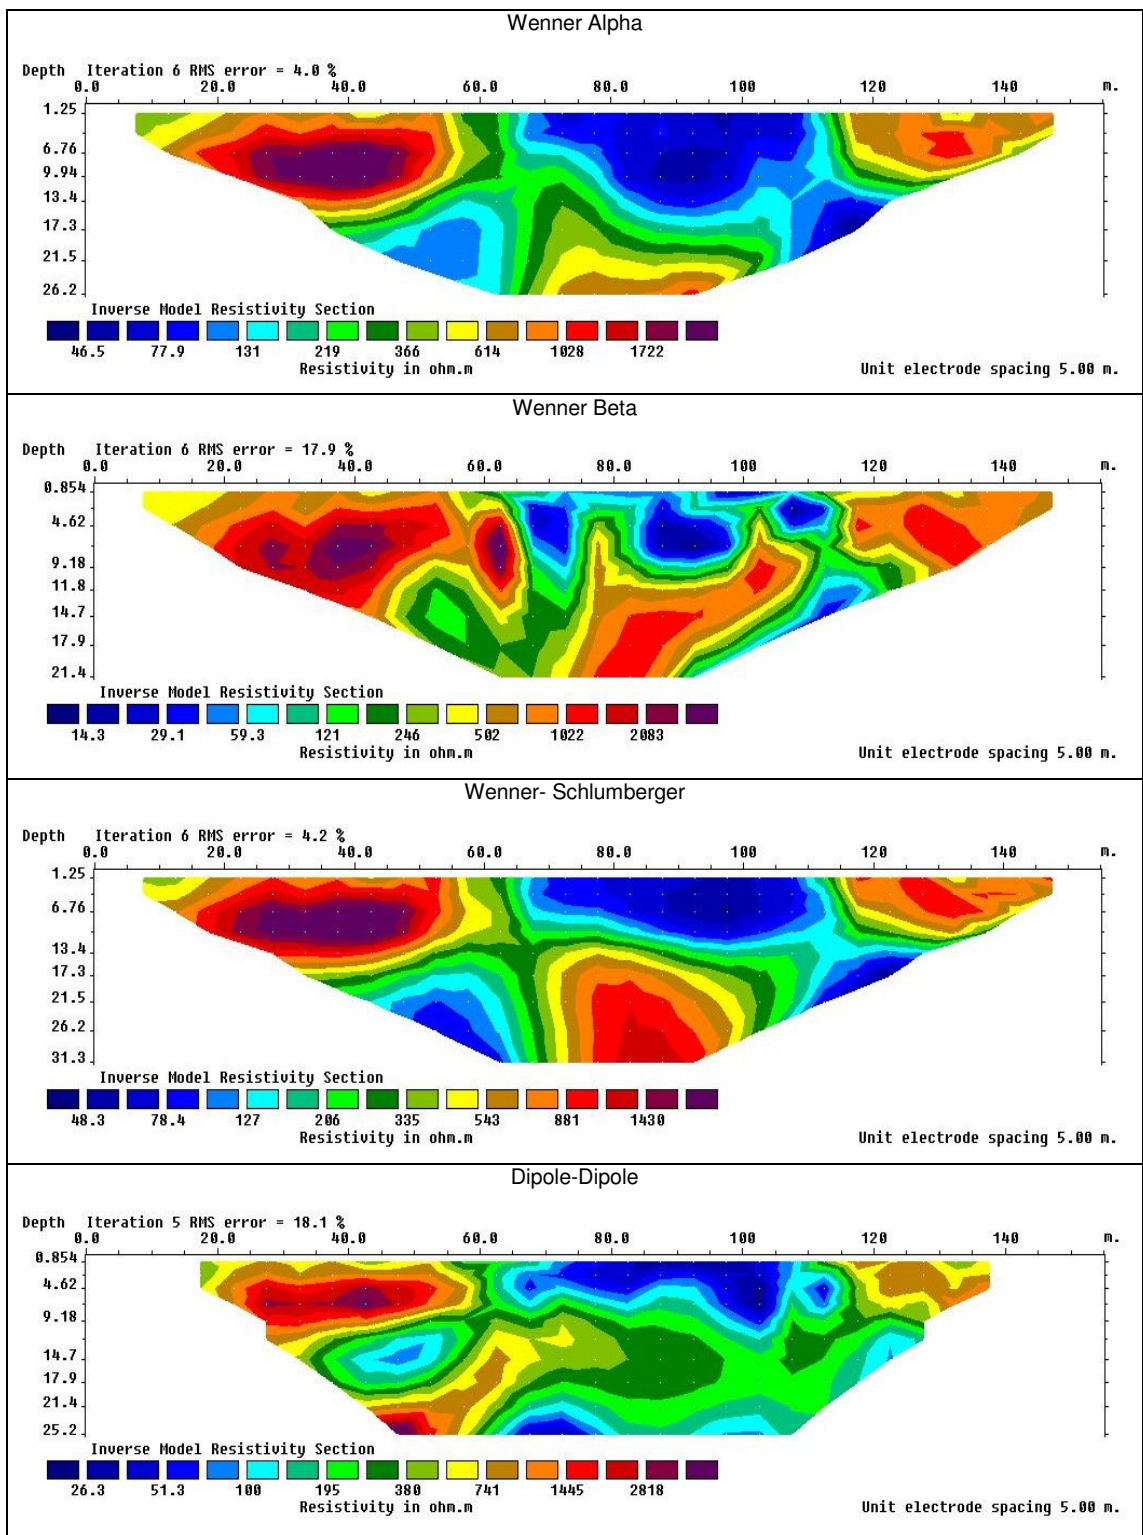 Wenner Alpha
Depth Iteration 6 RMS error = 4.0 %
0.0 20.0 40.0 60.0 80.0 100 120 140 m.
1.25
6.76
9.94
13.4
17.3
21.5
26.2
Inverse Model Resistivity Section
46.5 77.9 131 219 366 614 1028 1722
Resistivity in ohm.m Unit electrode spacing 5.00 m.
Wenner Beta
Depth Iteration 6 RMS error = 17.9 %
0.0 20.0 40.0 60.0 80.0 100 120 140 m.
0.854
4.62
9.18
11.8
14.7
17.9
21.4
Inverse Model Resistivity Section
14.3 29.1 59.3 121 246 502 1022 2083
Resistivity in ohm.m Unit electrode spacing 5.00 m.
Wenner- Schlumberger
Depth Iteration 6 RMS error = 4.2 %
0.0 20.0 40.0 60.0 80.0 100 120 140 m.
1.25
6.76
13.4
17.3
21.5
26.2
31.3
Inverse Model Resistivity Section
48.3 78.4 127 206 335 543 881 1430
Resistivity in ohm.m Unit electrode spacing 5.00 m.
Dipole-Dipole
Depth Iteration 5 RMS error = 18.1 %
0.0 20.0 40.0 60.0 80.0 100 120 140 m.
0.854
4.62
9.18
14.7
17.9
21.4
25.2
Inverse Model Resistivity Section
26.3 51.3 100 195 380 741 1445 2818
Resistivity in ohm.m Unit electrode spacing 5.00 m.